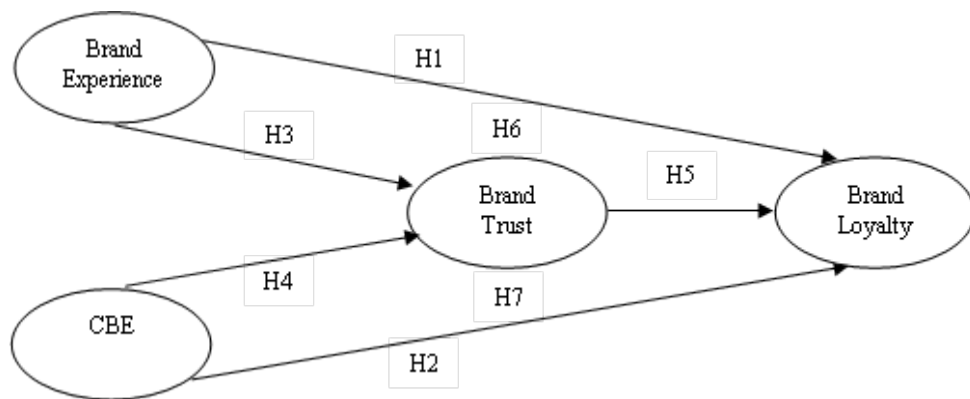 Brand
Experience
H1
H3
H6
Brand
Trust
H5
Brand
Loyalty
H4
H7
CBE
H2